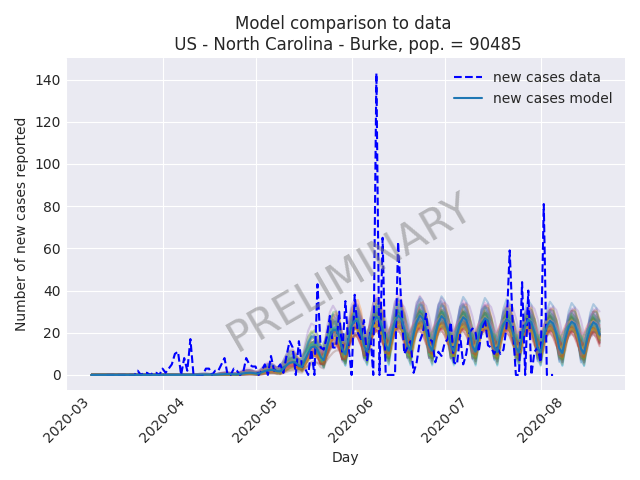 Model comparison to data
US - North Carolina - Burke, pop. = 90485
new cases data
new cases model
PRELIMINARY
Number of new cases reported
140
120
100
80
60
40
20
0
2020-03
2020-04
2020-05
2020-06
2020-07
2020-08
Day